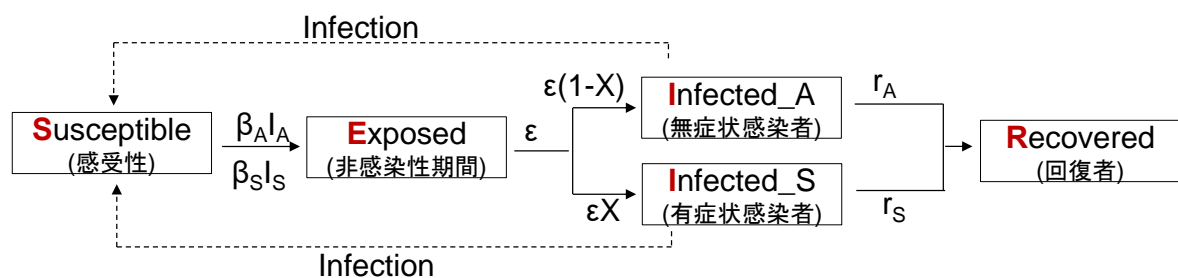 Infection
Susceptible
(感受性)
βAIA
βSIS
Exposed
(非感染性期間)
ε
ε(1-X)
εX
Infected_A
(無症状感染者)
Infected_S
(有症状感染者)
rA
rS
Recovered
(回復者)
Infection